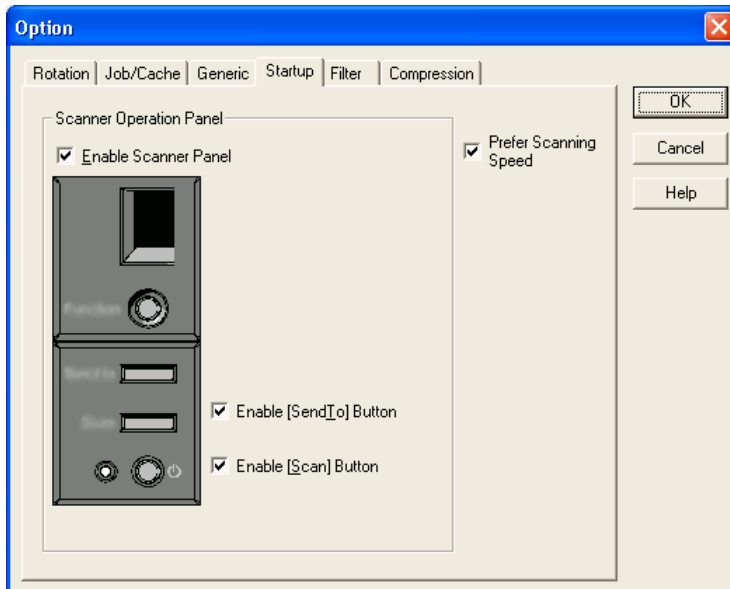 Option
Rotation Job/Cache Generic Startup Filter Compression
Scanner Operation Panel
Enable Scanner Panel
Prefer Scanning
Speed
OK
Cancel
Help
Function
Send to
Scan
Enable [SendTo] Button
Enable [Scan] Button